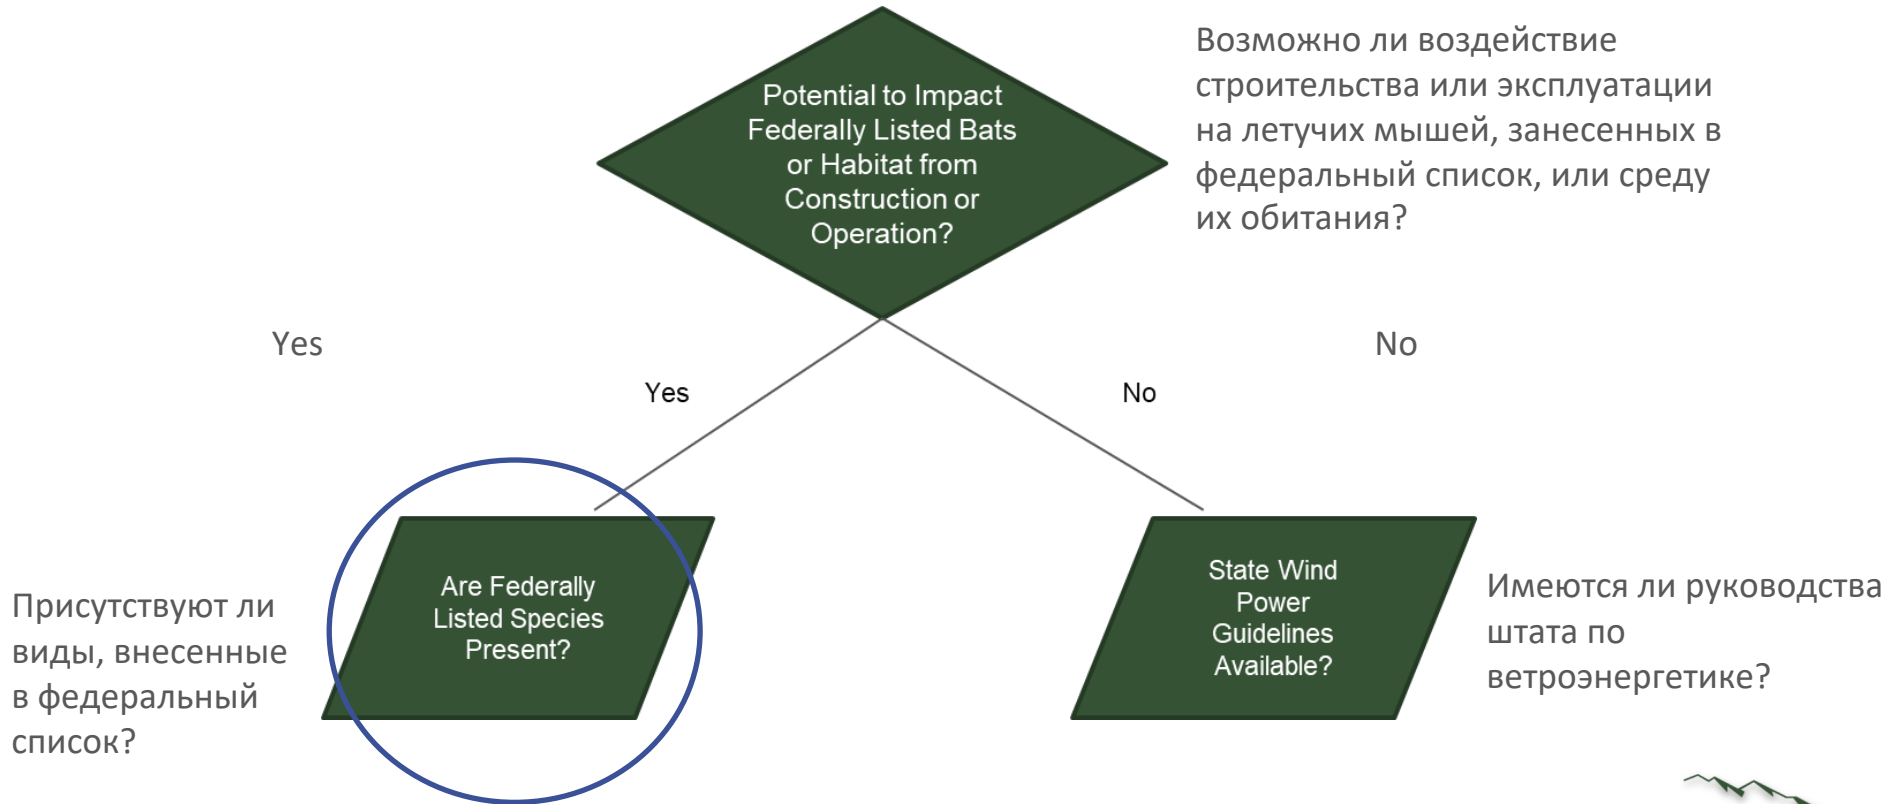 Potential to Impact
Federally Listed Bats
or Habitat from
Construction or
Operation?
Возможно ли воздействие
строительства или эксплуатации
на летучих мышей, занесенных в
федеральный список, или среду
их обитания?
Yes
No
Yes
No
Присутствуют ли
виды, внесенные
в федеральный
список?
Are Federally
Listed Species
Present?
State Wind
Power
Guidelines
Available?
Имеются ли руководства
штата по
ветроэнергетике?